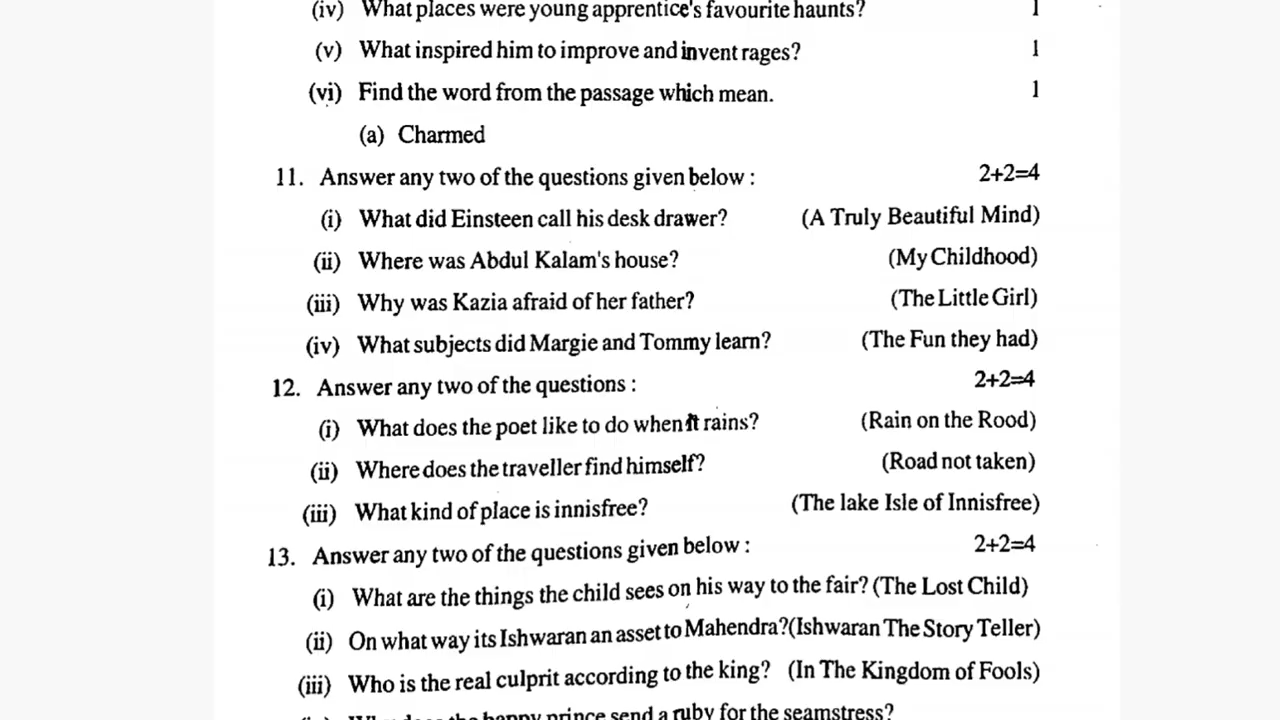 (iv) What places were young apprentice's favourite haunts? 1
(v) What inspired him to improve and invent rages? 1
(vi) Find the word from the passage which mean. 1
(a) Charmed
11. Answer any two of the questions given below : 2+2=4
(i) What did Einsteen call his desk drawer? (A Truly Beautiful Mind)
(ii) Where was Abdul Kalam's house? (My Childhood)
(iii) Why was Kazia afraid of her father? (The Little Girl)
(iv) What subjects did Margie and Tommy learn? (The Fun they had)
12. Answer any two of the questions : 2+2=4
(i) What does the poet like to do when it rains? (Rain on the Rood)
(ii) Where does the traveller find himself? (Road not taken)
(iii) What kind of place is innisfree? (The lake Isle of Innisfree)
13. Answer any two of the questions given below : 2+2=4
(i) What are the things the child sees on his way to the fair? (The Lost Child)
(ii) On what way its Ishwaran an asset to Mahendra?(Ishwaran The Story Teller)
(iii) Who is the real culprit according to the king? (In The Kingdom of Fools)
does the happy prince send a ruby for the seamstress?